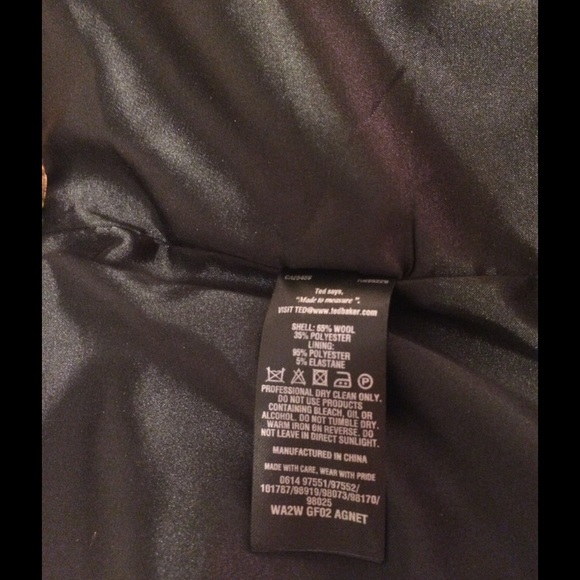 Ted says,
"Made to measure".
VISIT TED@www.tedbaker.com
SHELL: 65% WOOL
35% POLYESTER
LINING:
95% POLYESTER
5% ELASTANE
PROFESSIONAL DRY CLEAN ONLY.
DO NOT USE PRODUCTS
CONTAINING BLEACH, OIL OR
ALCOHOL. DO NOT TUMBLE DRY.
WARM IRON ON REVERSE. DO
NOT LEAVE IN DIRECT SUNLIGHT.
MANUFACTURED IN CHINA
MADE WITH CARE, WEAR WITH PRIDE
0614 97551/97552/
101787/98919/98073/98170/
98025
WA2W GF02 AGNET